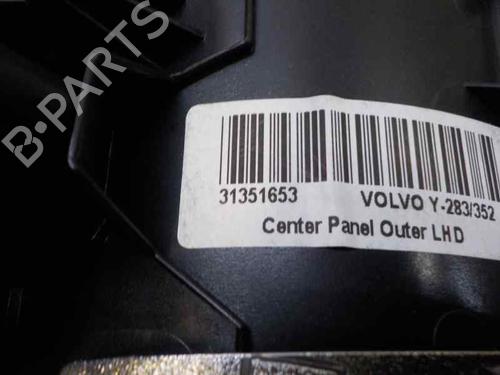 B-PARTS
31351653 VOLVO Y-283/352
Center Panel Outer LHD